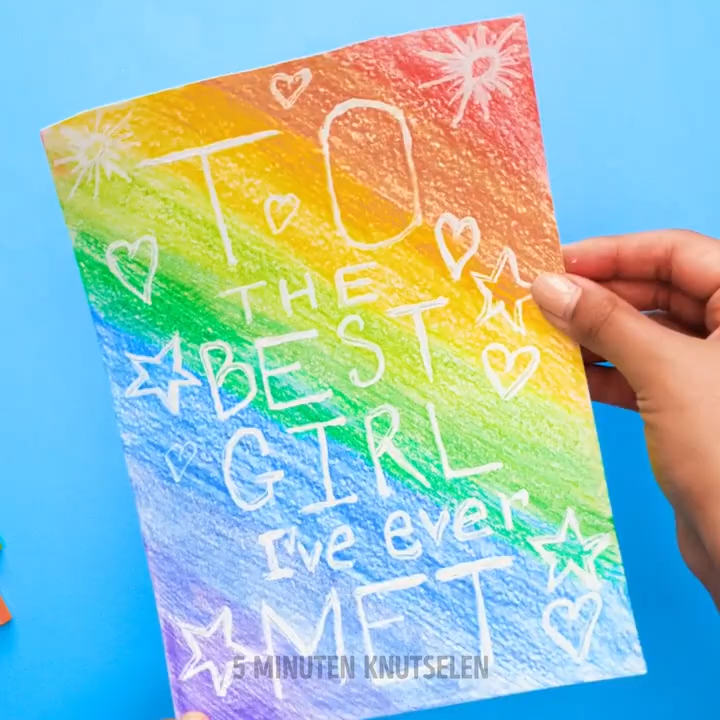 TO
THE
BEST
GIRL
I've ever
MET
5 MINUTEN KNUTSELEN